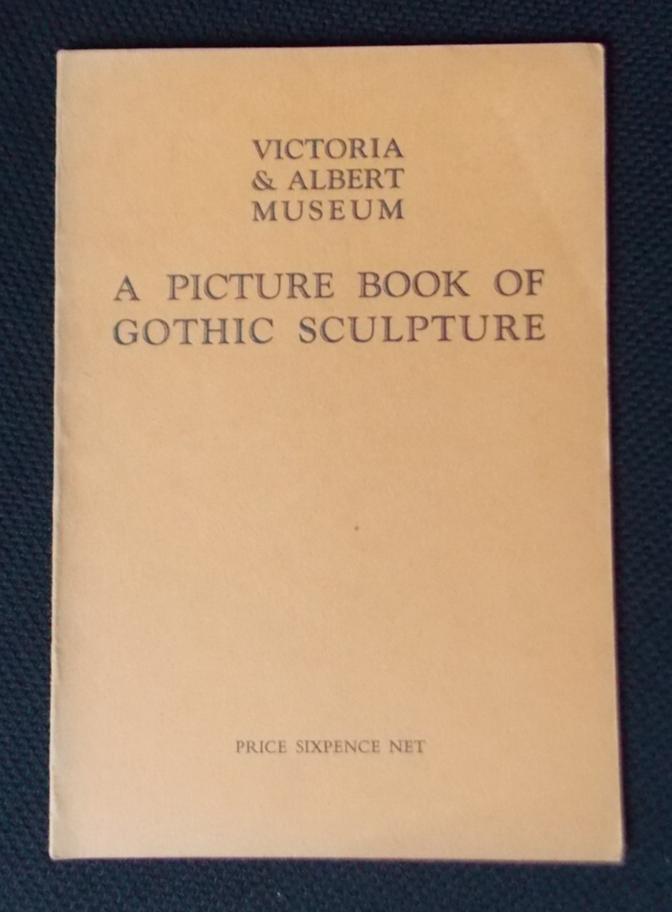 VICTORIA
& ALBERT
MUSEUM
A PICTURE BOOK OF
GOTHIC SCULPTURE
PRICE SIXPENCE NET